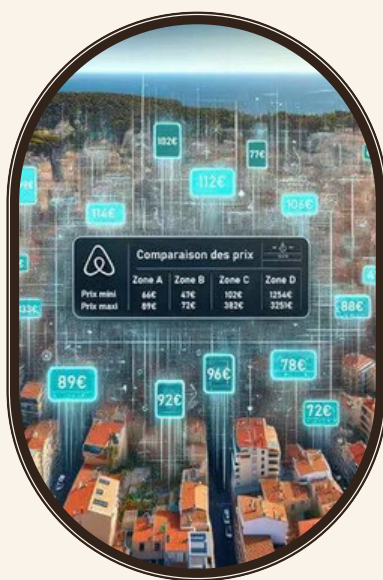 102€
77€
112€
114€
106€
Comparaison des prix
Zone A Zone B Zone C Zone D
Prix mini 66€ 47€ 102€ 1254€
Prix maxi 89€ 72€ 382€ 3251€
88€
89€
92€
96€
78€
72€